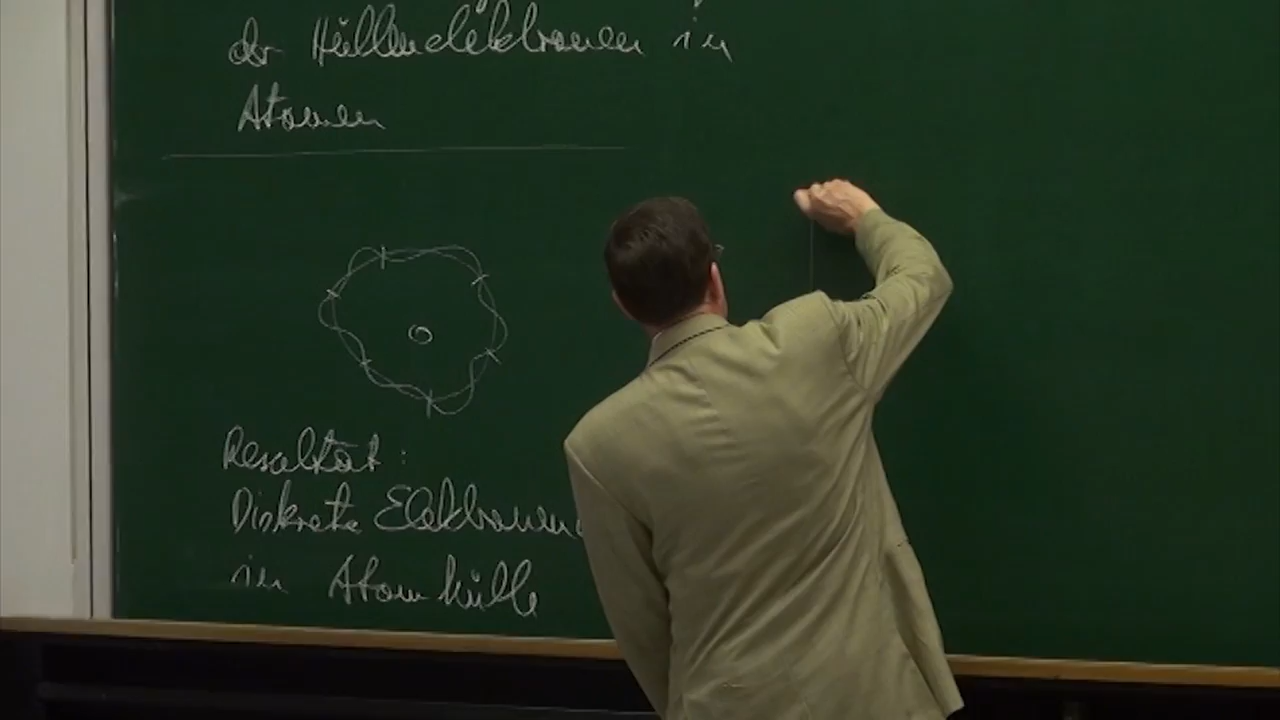 der Hüllenelektronen in
Atomen
Resultat:
Diskrete Elektronen
in Atomhülle